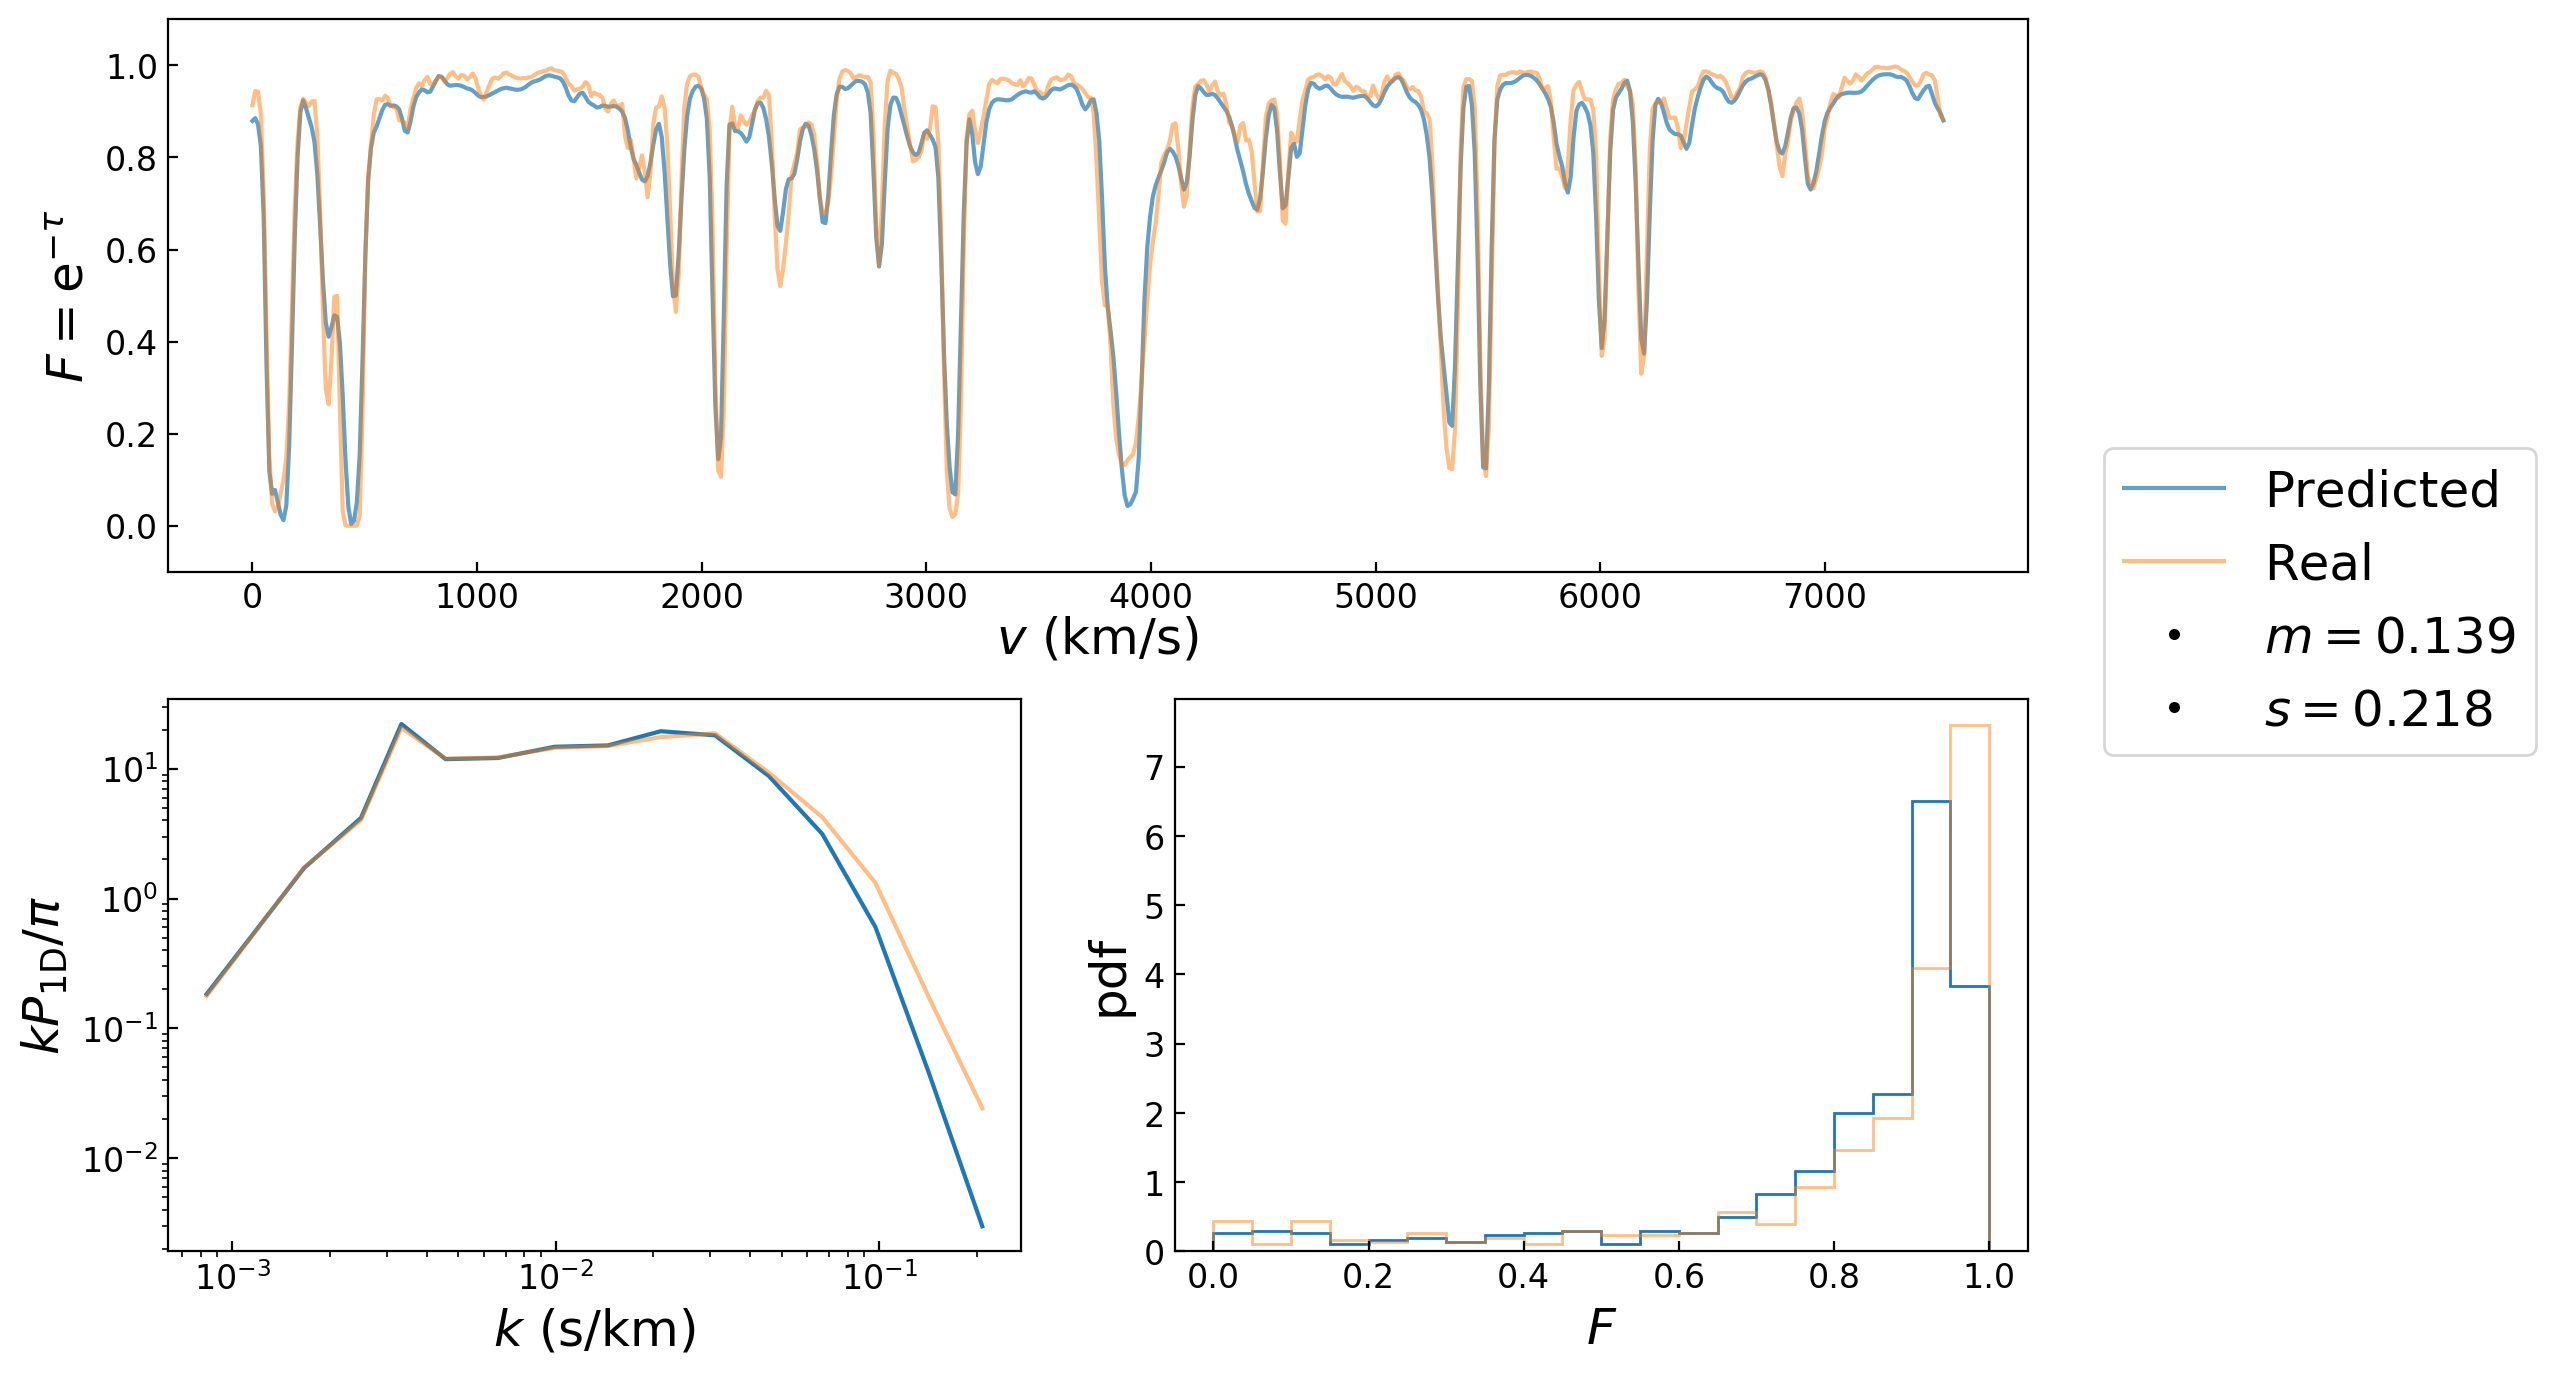 1.0
0.8
0.6
0.4
0.2
0.0
F = e^{-τ}
0 1000 2000 3000 4000 5000 6000 7000
v (km/s)
Predicted
Real
m = 0.139
s = 0.218
10^1
10^0
10^{-1}
10^{-2}
kP_{1D}/π
10^{-3} 10^{-2} 10^{-1}
k (s/km)
7
6
5
4
3
2
1
0
pdf
0.0 0.2 0.4 0.6 0.8 1.0
F